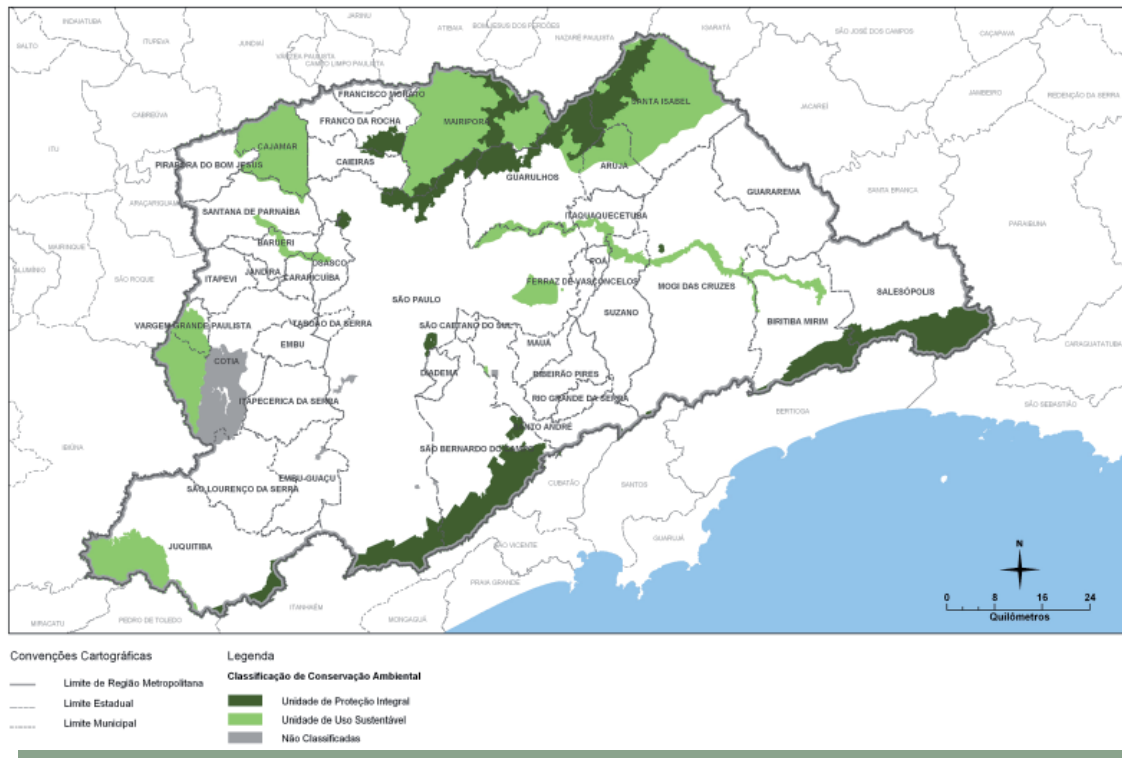 JARINU
INDAIATUBA
ATIBAIA
BOM JESUS DOS PERDÕES
IGARATÁ
SÃO JOSÉ DOS CAMPOS
CAÇAPAVA
SALTO
ITUPEVA
JUNDIAÍ
NAZARÉ PAULISTA
VÁRZEA PAULISTA
CAMPO LIMPO PAULISTA
JAMBEIRO
REDENÇÃO DA SERRA
FRANCISCO MORATO
SANTA ISABEL
JACAREÍ
CABREÚVA
FRANCO DA ROCHA
MAIRIPORÃ
ITU
CAJAMAR
PIRAPORA DO BOM JESUS
CAIEIRAS
ARUJÁ
GUARULHOS
GUARAREMA
SANTA BRANCA
ARAÇARIGUAMA
SANTANA DE PARNAÍBA
ITAQUAQUECETUBA
PARAIBUNA
MAIRINQUE
BARUERI
OSASCO
POÁ
ALUMÍNIO
SÃO ROQUE
ITAPEVI
JANDIRA
CARAPICUÍBA
FERRAZ DE VASCONCELOS
MOGI DAS CRUZES
SALESÓPOLIS
SÃO PAULO
SUZANO
VARGEM GRANDE PAULISTA
TABOÃO DA SERRA
SÃO CAETANO DO SUL
BIRITIBA MIRIM
EMBU
MAUÁ
CARAGUATATUBA
COTIA
DIADEMA
RIBEIRÃO PIRES
ITAPECERICA DA SERRA
RIO GRANDE DA SERRA
SÃO SEBASTIÃO
BERTIOGA
IBIÚNA
SÃO BERNARDO DO
EMBU-GUAÇU
SÃO LOURENÇO DA SERRA
CUBATÃO
SANTOS
GUARUJÁ
JUQUITIBA
SÃO VICENTE
N
PRAIA GRANDE
ITANHAÉM
MIRACATU
PEDRO DE TOLEDO
MONGAGUÁ
0 8 16 24
Quilômetros
Convenções Cartográficas
Limite de Região Metropolitana
Limite Estadual
Limite Municipal
Legenda
Classificação de Conservação Ambiental
Unidade de Proteção Integral
Unidade de Uso Sustentável
Não Classificadas